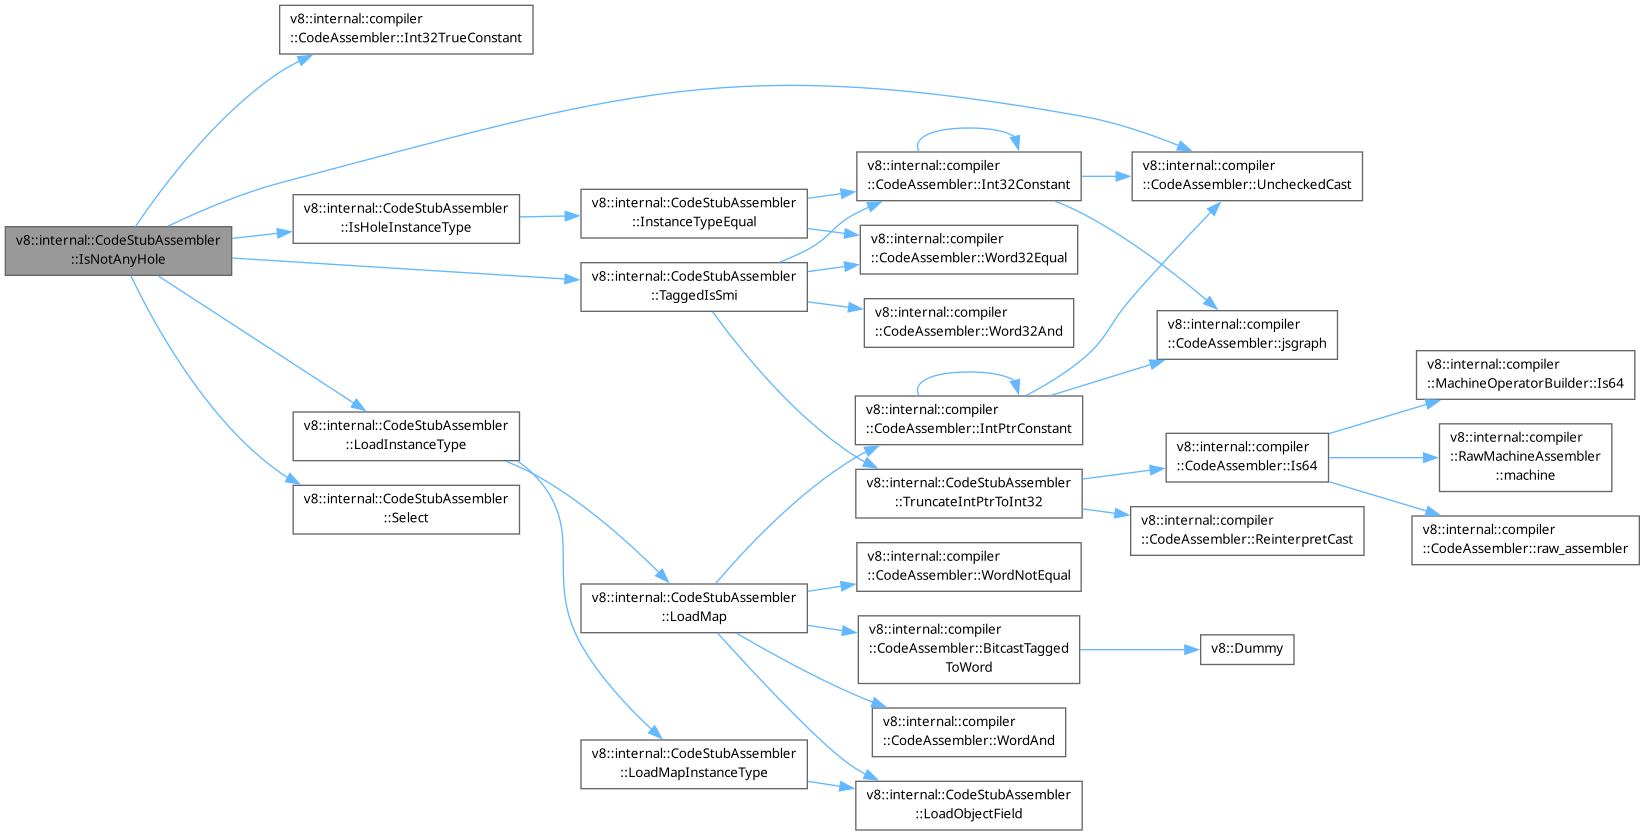 v8::internal::compiler
::CodeAssembler::Int32TrueConstant
v8::internal::CodeStubAssembler
::IsNotAnyHole
v8::internal::CodeStubAssembler
::IsHoleInstanceType
v8::internal::CodeStubAssembler
::LoadInstanceType
v8::internal::CodeStubAssembler
::Select
v8::internal::CodeStubAssembler
::InstanceTypeEqual
v8::internal::CodeStubAssembler
::TaggedIsSmi
v8::internal::CodeStubAssembler
::LoadMap
v8::internal::CodeStubAssembler
::LoadMapInstanceType
v8::internal::compiler
::CodeAssembler::Int32Constant
v8::internal::compiler
::CodeAssembler::Word32Equal
v8::internal::compiler
::CodeAssembler::Word32And
v8::internal::compiler
::CodeAssembler::IntPtrConstant
v8::internal::CodeStubAssembler
::TruncateIntPtrToInt32
v8::internal::compiler
::CodeAssembler::WordNotEqual
v8::internal::compiler
::CodeAssembler::BitcastTagged
ToWord
v8::internal::compiler
::CodeAssembler::WordAnd
v8::internal::CodeStubAssembler
::LoadObjectField
v8::internal::compiler
::CodeAssembler::UncheckedCast
v8::internal::compiler
::CodeAssembler::jsgraph
v8::internal::compiler
::CodeAssembler::Is64
v8::internal::compiler
::CodeAssembler::ReinterpretCast
v8::Dummy
v8::internal::compiler
::MachineOperatorBuilder::Is64
v8::internal::compiler
::RawMachineAssembler
::machine
v8::internal::compiler
::CodeAssembler::raw_assembler